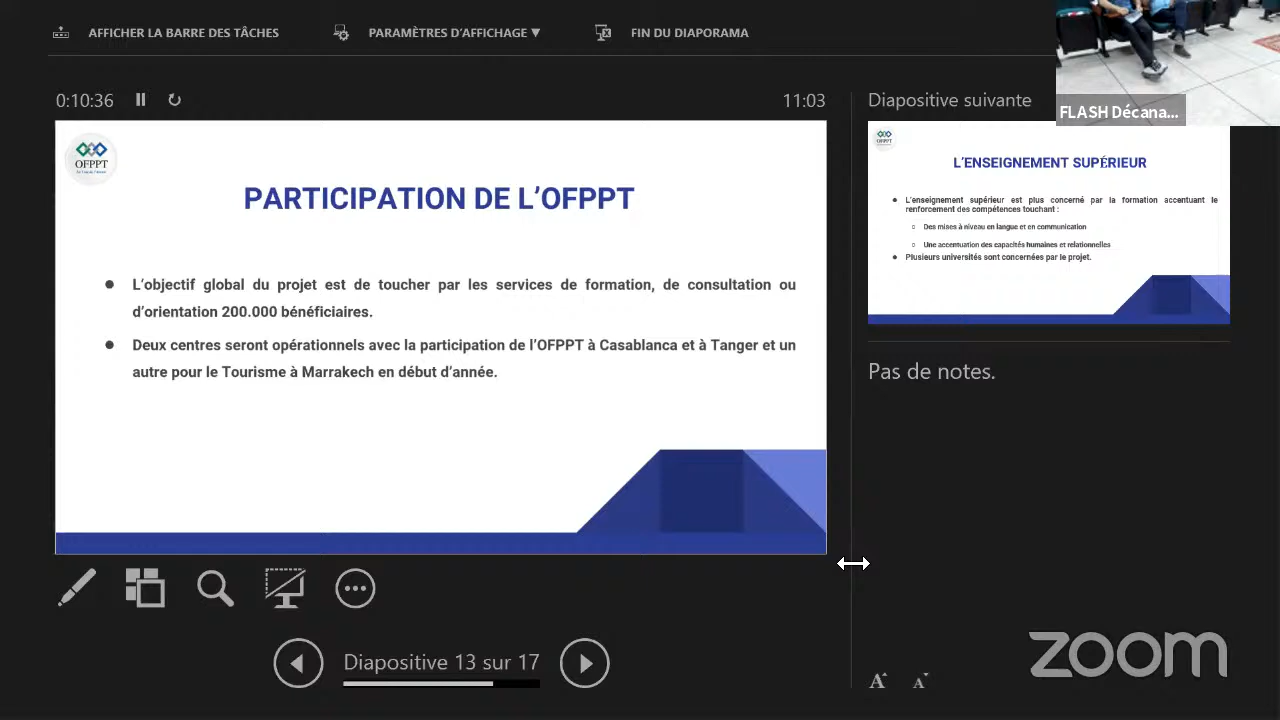 AFFICHER LA BARRE DES TÂCHES
PARAMÈTRES D'AFFICHAGE ▼
FIN DU DIAPORAMA
0:10:36
11:03
OFPPT
PARTICIPATION DE L'OFPPT
● L'objectif global du projet est de toucher par les services de formation, de consultation ou
d'orientation 200.000 bénéficiaires.
● Deux centres seront opérationnels avec la participation de l'OFPPT à Casablanca et à Tanger et un
autre pour le Tourisme à Marrakech en début d'année.
Diapositive 13 sur 17
Diapositive suivante
FLASH Décana...
OFPPT
L'ENSEIGNEMENT SUPÉRIEUR
● L'enseignement supérieur est plus concerné par la formation accentuant le
renforcement des compétences touchant :
○ Des mises à niveau en langue et en communication
○ Une accentuation des capacités humaines et relationnelles
● Plusieurs universités sont concernées par le projet.
Pas de notes.
A A
zoom